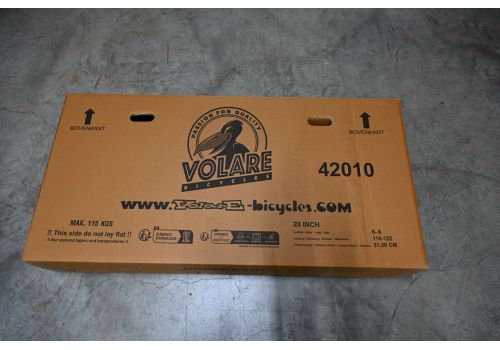 PASSION FOR QUALITY
VOLARE
BICYCLES
BOVENKANT
BOVENKANT
42010
www.Volare-bicycles.COM
MAX. 115 KGS
!! This side do not lay flat !!
20 INCH
6- 8
116-122
31,50 CM